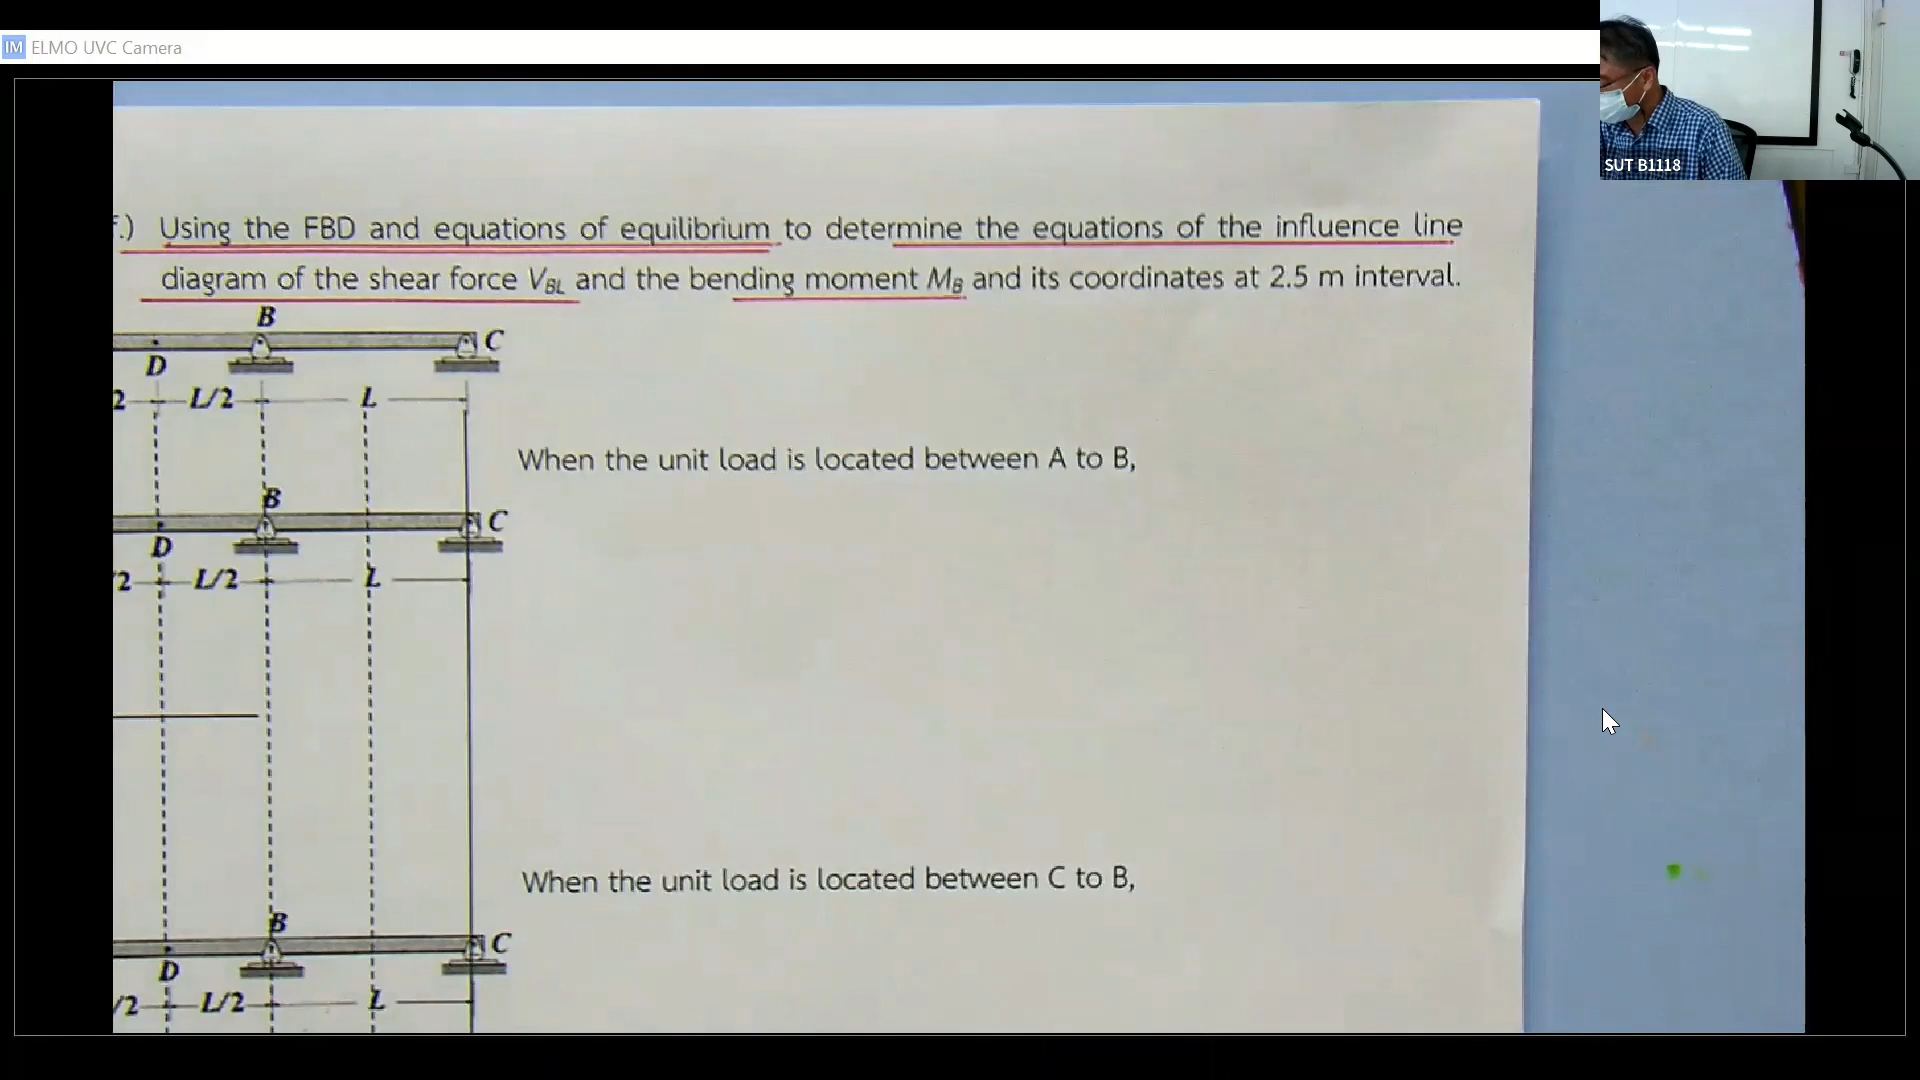 IM ELMO UVC Camera
SUT B1118
f.) Using the FBD and equations of equilibrium to determine the equations of the influence line
diagram of the shear force VBL and the bending moment MB and its coordinates at 2.5 m interval.
B
C
D
2 L/2 L
When the unit load is located between A to B,
B
C
D
/2 L/2 L
When the unit load is located between C to B,
B
C
D
/2 L/2 L